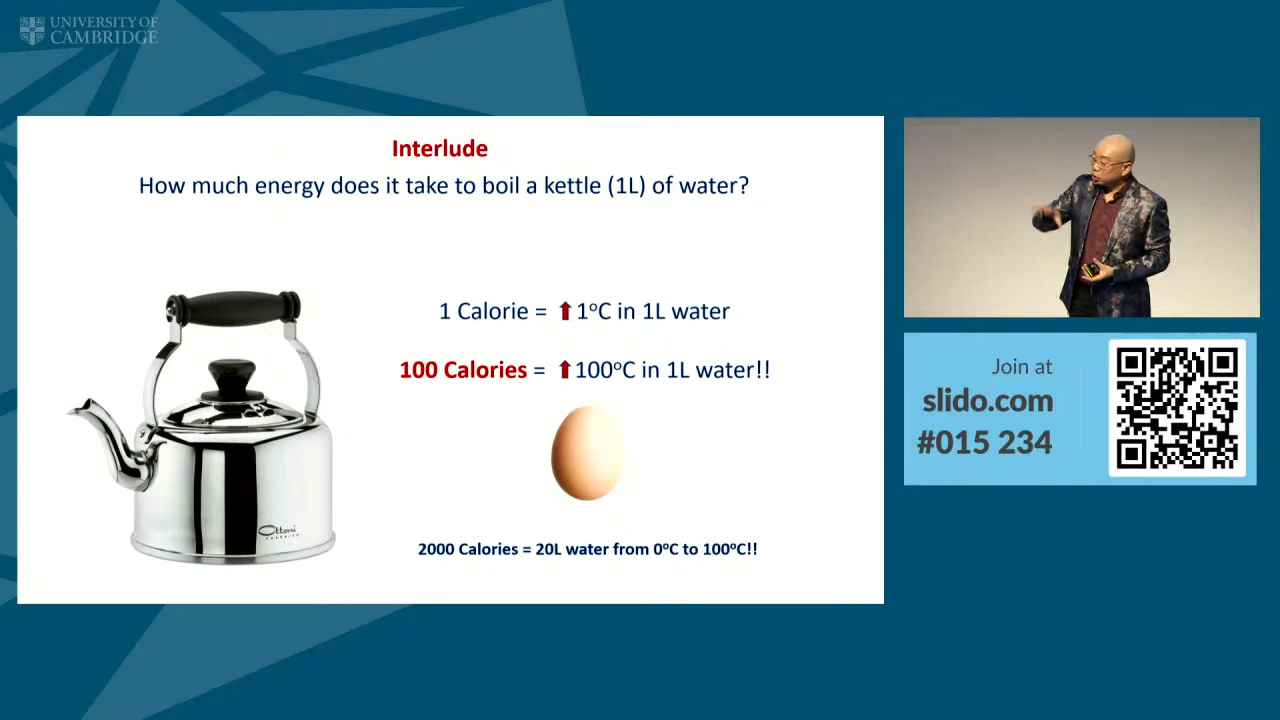 UNIVERSITY OF
CAMBRIDGE
Interlude
How much energy does it take to boil a kettle (1L) of water?
1 Calorie = ⬆1ºC in 1L water
100 Calories = ⬆100ºC in 1L water!!
Ottoni
2000 Calories = 20L water from 0ºC to 100ºC!!
Join at
slido.com
#015 234